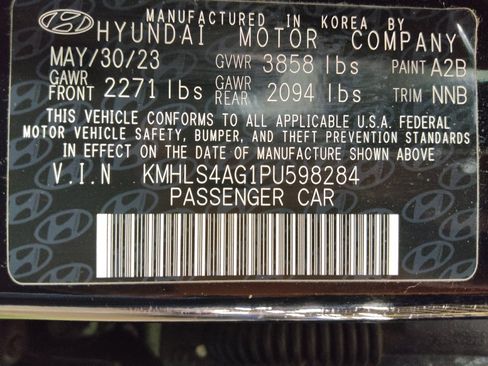 MANUFACTURED IN KOREA BY
HYUNDAI MOTOR COMPANY
MAY/30/23 GVWR 3858 lbs PAINT A2B
GAWR FRONT 2271 lbs GAWR REAR 2094 lbs TRIM NNB
THIS VEHICLE CONFORMS TO ALL APPLICABLE U.S.A. FEDERAL
MOTOR VEHICLE SAFETY, BUMPER, AND THEFT PREVENTION STANDARDS
IN EFFECT ON THE DATE OF MANUFACTURE SHOWN ABOVE.
V.I.N KMHLS4AG1PU598284
PASSENGER CAR